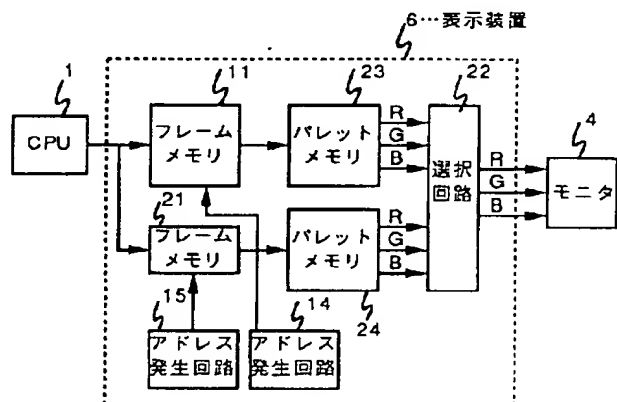 6…表示装置
1
CPU
11
フレーム
メモリ
23
パレット
メモリ
R
G
B
22
選択
回路
R
G
B
4
モニタ
21
フレーム
メモリ
パレット
メモリ
24
R
G
B
15
アドレス
発生回路
14
アドレス
発生回路